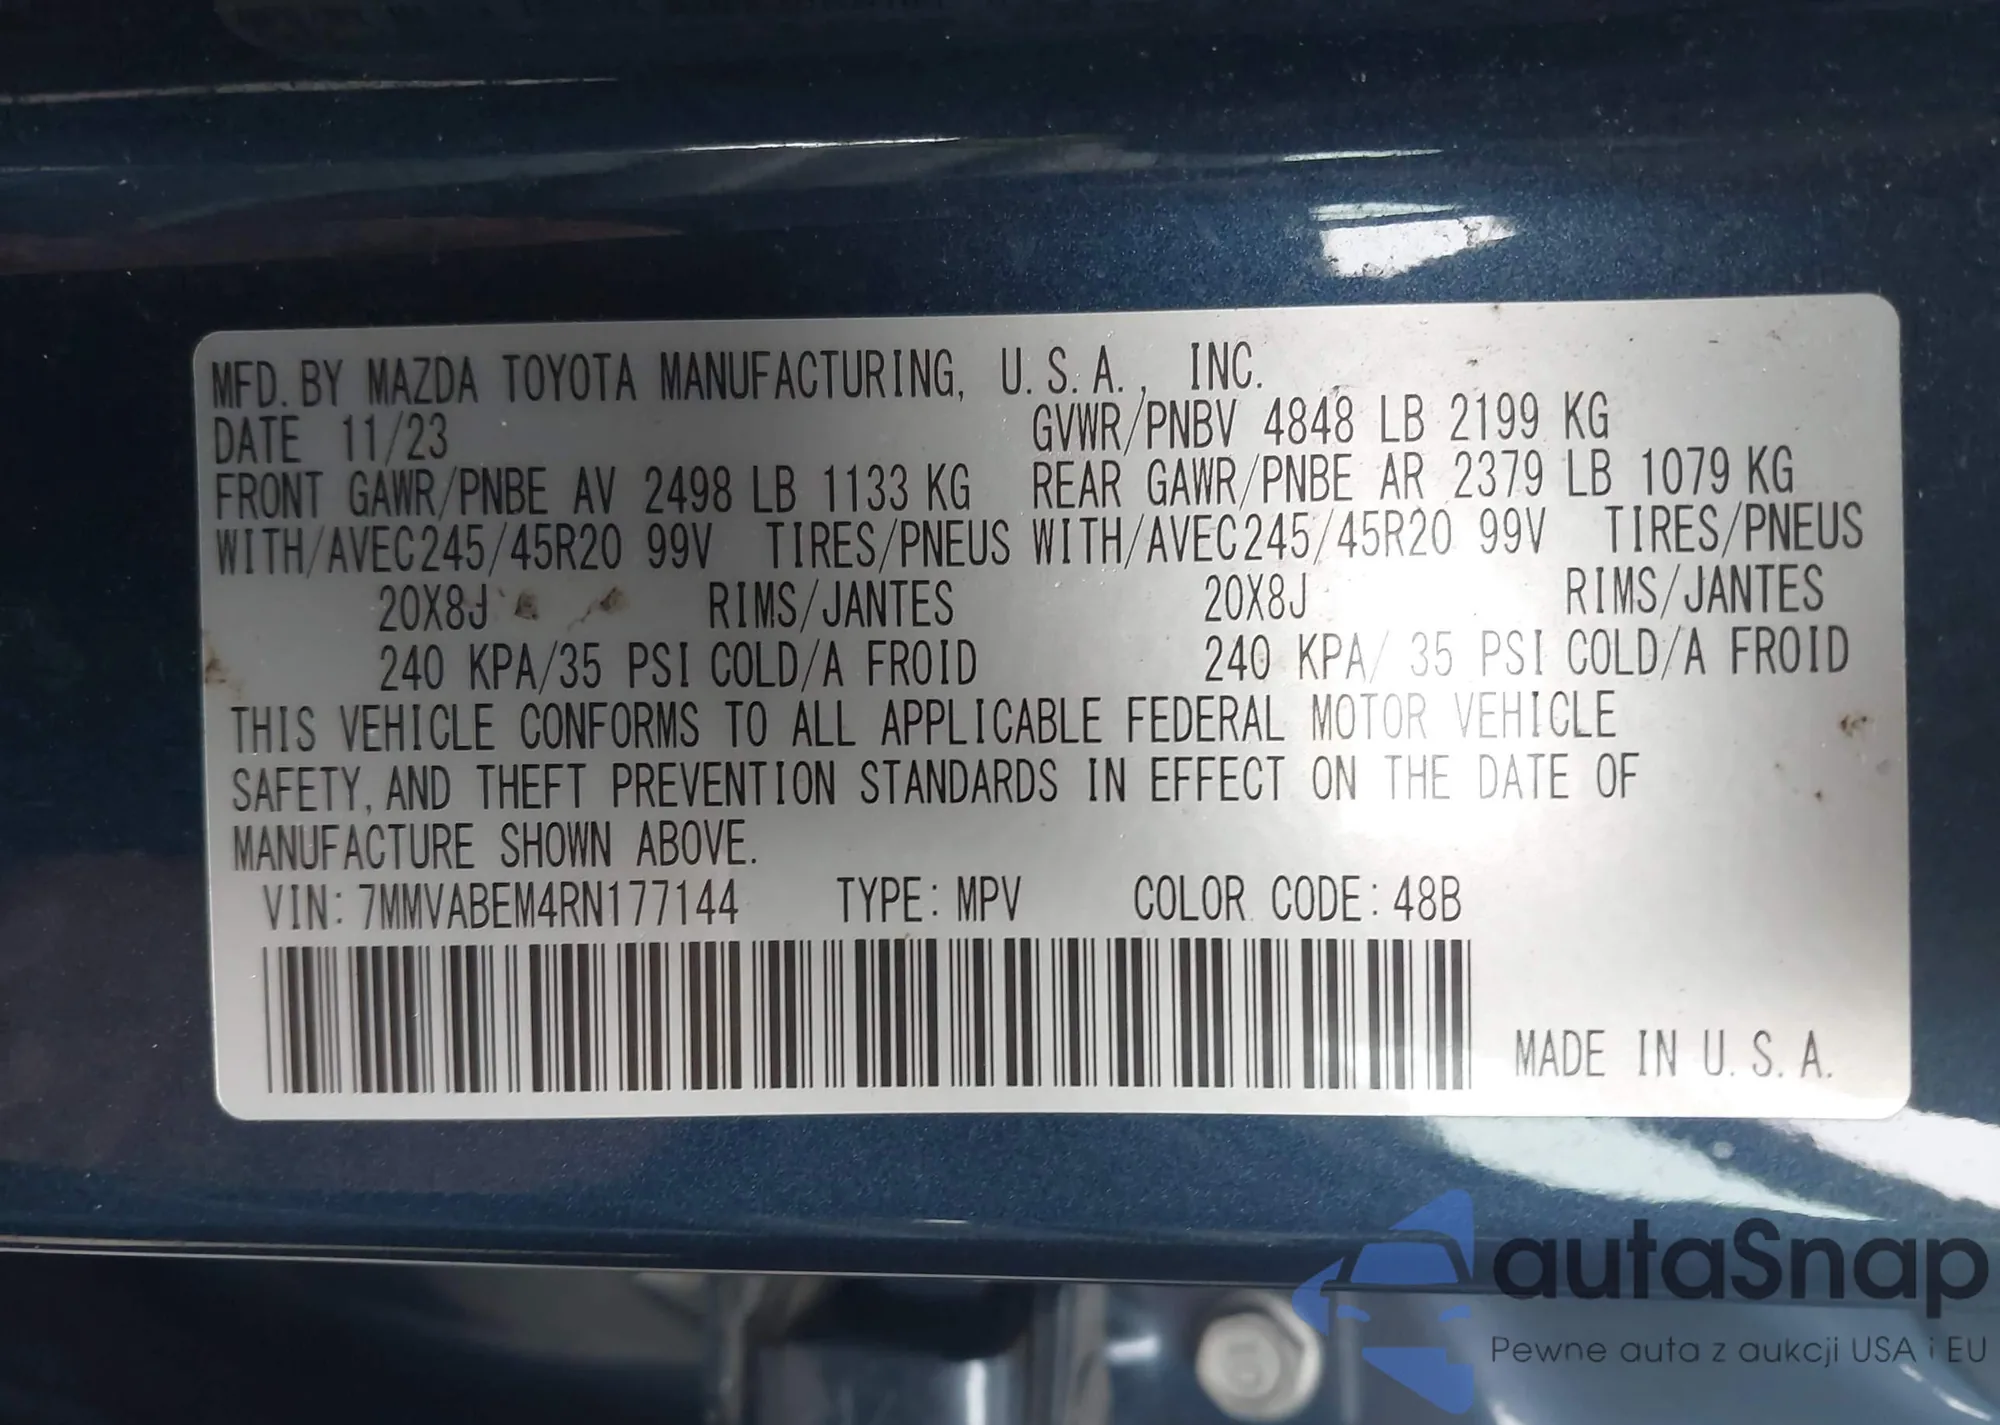 MFD. BY MAZDA TOYOTA MANUFACTURING, U.S.A., INC.
DATE 11/23 GVWR/PNBV 4848 LB 2199 KG
FRONT GAWR/PNBE AV 2498 LB 1133 KG REAR GAWR/PNBE AR 2379 LB 1079 KG
WITH/AVEC245/45R20 99V TIRES/PNEUS WITH/AVEC245/45R20 99V TIRES/PNEUS
20X8J RIMS/JANTES 20X8J RIMS/JANTES
240 KPA/35 PSI COLD/A FROID 240 KPA/ 35 PSI COLD/A FROID
THIS VEHICLE CONFORMS TO ALL APPLICABLE FEDERAL MOTOR VEHICLE
SAFETY, AND THEFT PREVENTION STANDARDS IN EFFECT ON THE DATE OF
MANUFACTURE SHOWN ABOVE.
VIN: 7MMVABEM4RN177144 TYPE: MPV COLOR CODE: 48B
MADE IN U.S.A.
autaSnap
Pewne auta z aukcji USA i EU